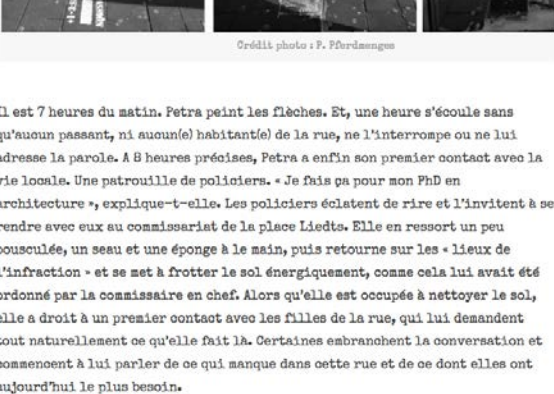 Crédit photo : P. Pferdmenges
Il est 7 heures du matin. Petra peint les flèches. Et, une heure s'écoule sans
qu'aucun passant, ni aucun(e) habitant(e) de la rue, ne l'interrompe ou ne lui
adresse la parole. A 8 heures précises, Petra a enfin son premier contact avec la
vie locale. Une patrouille de policiers. « Je fais ça pour mon PhD en
architecture », explique-t-elle. Les policiers éclatent de rire et l'invitent à se
rendre avec eux au commissariat de la place Liedts. Elle en ressort un peu
bousculée, un seau et une éponge à le main, puis retourne sur les « lieux de
l'infraction » et se met à frotter le sol énergiquement, comme cela lui avait été
ordonné par la commissaire en chef. Alors qu'elle est occupée à nettoyer le sol,
elle a droit à un premier contact avec les filles de la rue, qui lui demandent
tout naturellement ce qu'elle fait là. Certaines embranchent la conversation et
commencent à lui parler de ce qui manque dans cette rue et de ce dont elles ont
aujourd'hui le plus besoin.